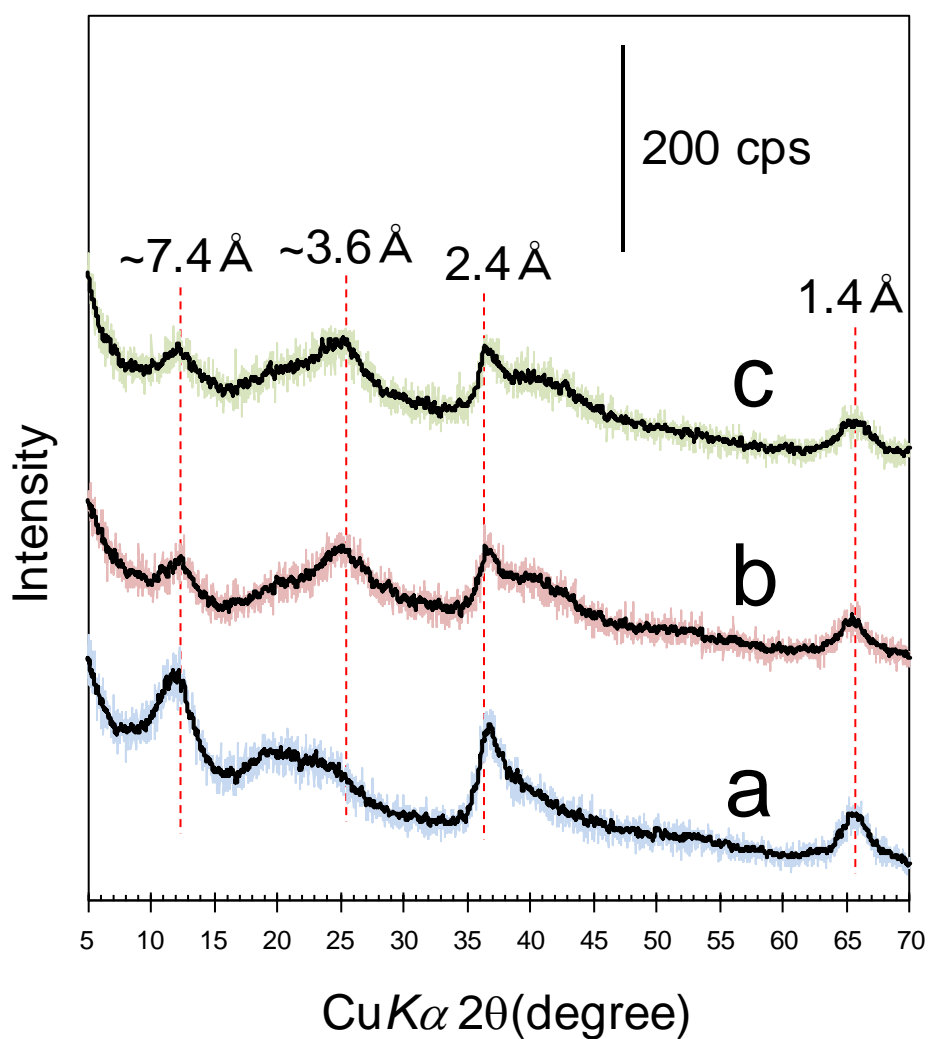 200 cps
~7.4 Å ~3.6 Å 2.4 Å 1.4 Å
c
b
a
Intensity
5 10 15 20 25 30 35 40 45 50 55 60 65 70
CuKα 2θ(degree)